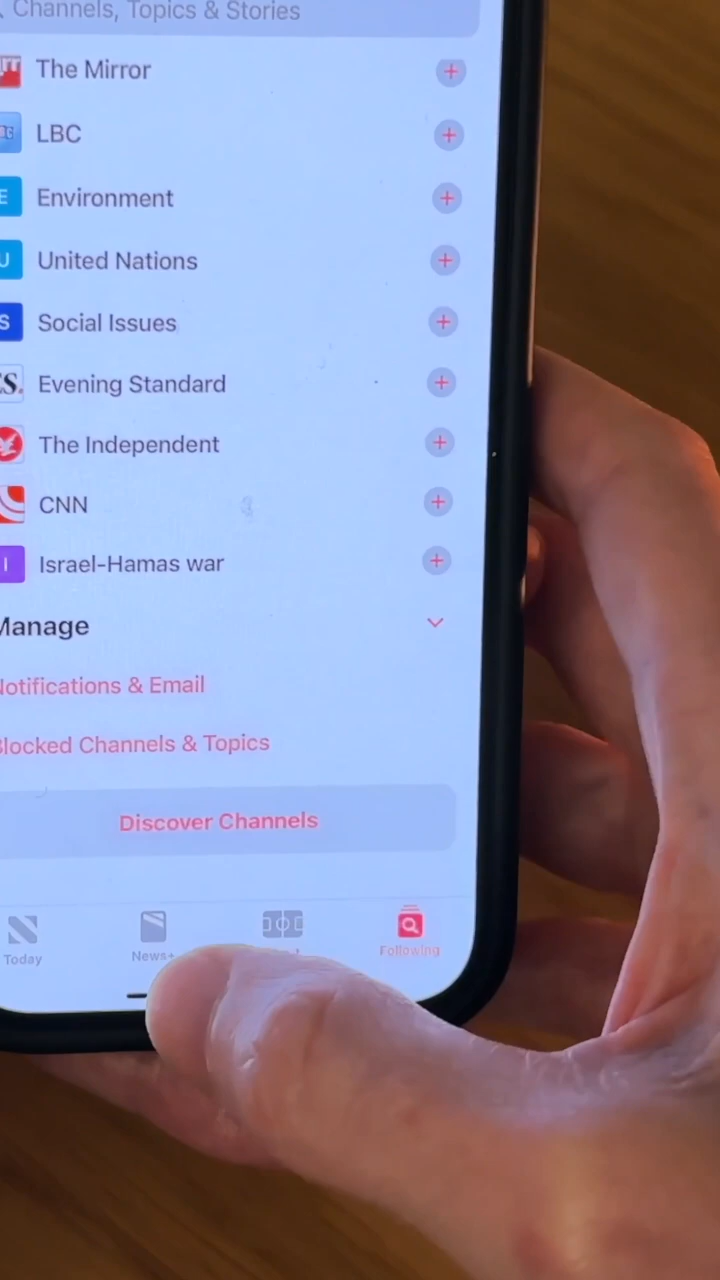 Channels, Topics & Stories
The Mirror
LBC
E Environment
U United Nations
S Social Issues
ES. Evening Standard
The Independent
CNN
I Israel-Hamas war
Manage
Notifications & Email
Blocked Channels & Topics
Discover Channels
Today
News+
Following